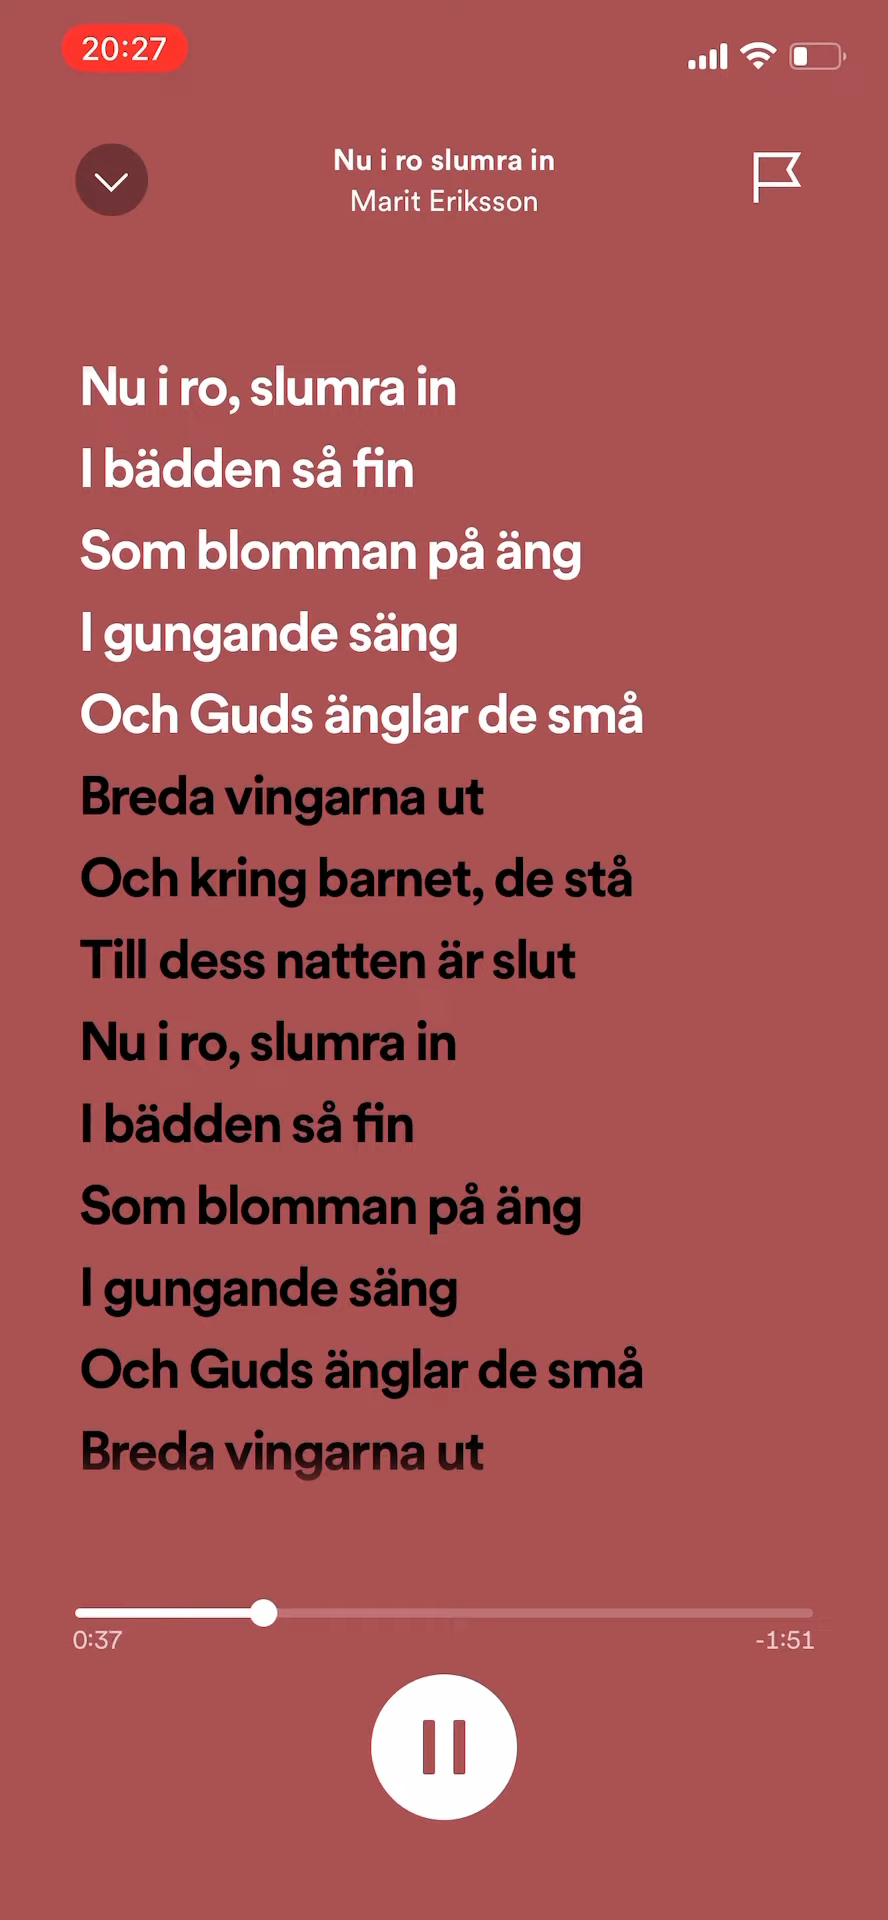 20:27
Nu i ro slumra in
Marit Eriksson
Nu i ro, slumra in
I bädden så fin
Som blomman på äng
I gungande säng
Och Guds änglar de små
Breda vingarna ut
Och kring barnet, de stå
Till dess natten är slut
Nu i ro, slumra in
I bädden så fin
Som blomman på äng
I gungande säng
Och Guds änglar de små
Breda vingarna ut
0:37
-1:51